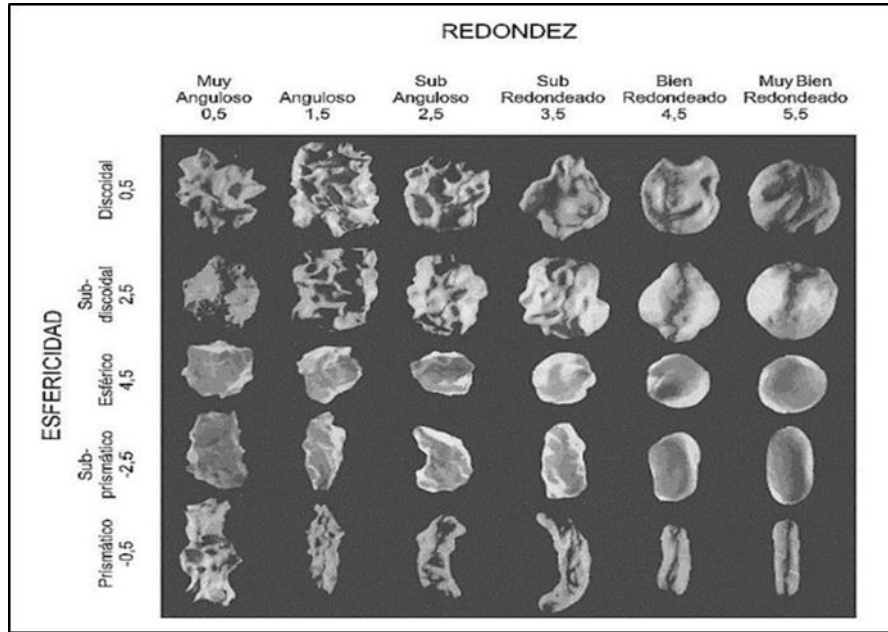 REDONDEZ
Muy
Anguloso
0,5
Anguloso
1,5
Sub
Anguloso
2,5
Sub
Redondeado
3,5
Bien
Redondeado
4,5
Muy Bien
Redondeado
5,5
ESFERICIDAD
Discoidal
0,5
Sub-
discoidal
2,5
Esférico
4,5
Sub-
prismático
-2,5
Prismático
-0,5